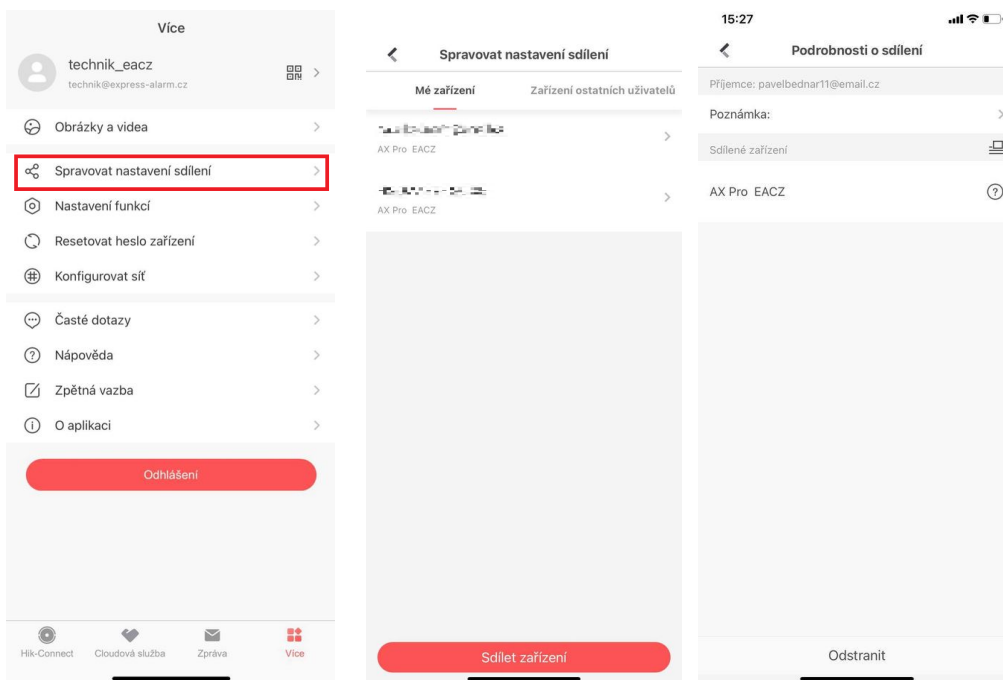 Více
technik_eacz
technik@express-alarm.cz
Obrázky a videa
Spravovat nastavení sdílení
Nastavení funkcí
Resetovat heslo zařízení
Konfigurovat síť
Časté dotazy
Nápověda
Zpětná vazba
O aplikaci
Odhlášení
Hik-Connect
Cloudová služba
Zpráva
Více
Spravovat nastavení sdílení
Mé zařízení
Zařízení ostatních uživatelů
AX Pro EACZ
AX Pro EACZ
Sdílet zařízení
15:27
Podrobnosti o sdílení
Příjemce: pavelbednar11@email.cz
Poznámka:
Sdílené zařízení
AX Pro EACZ
Odstranit